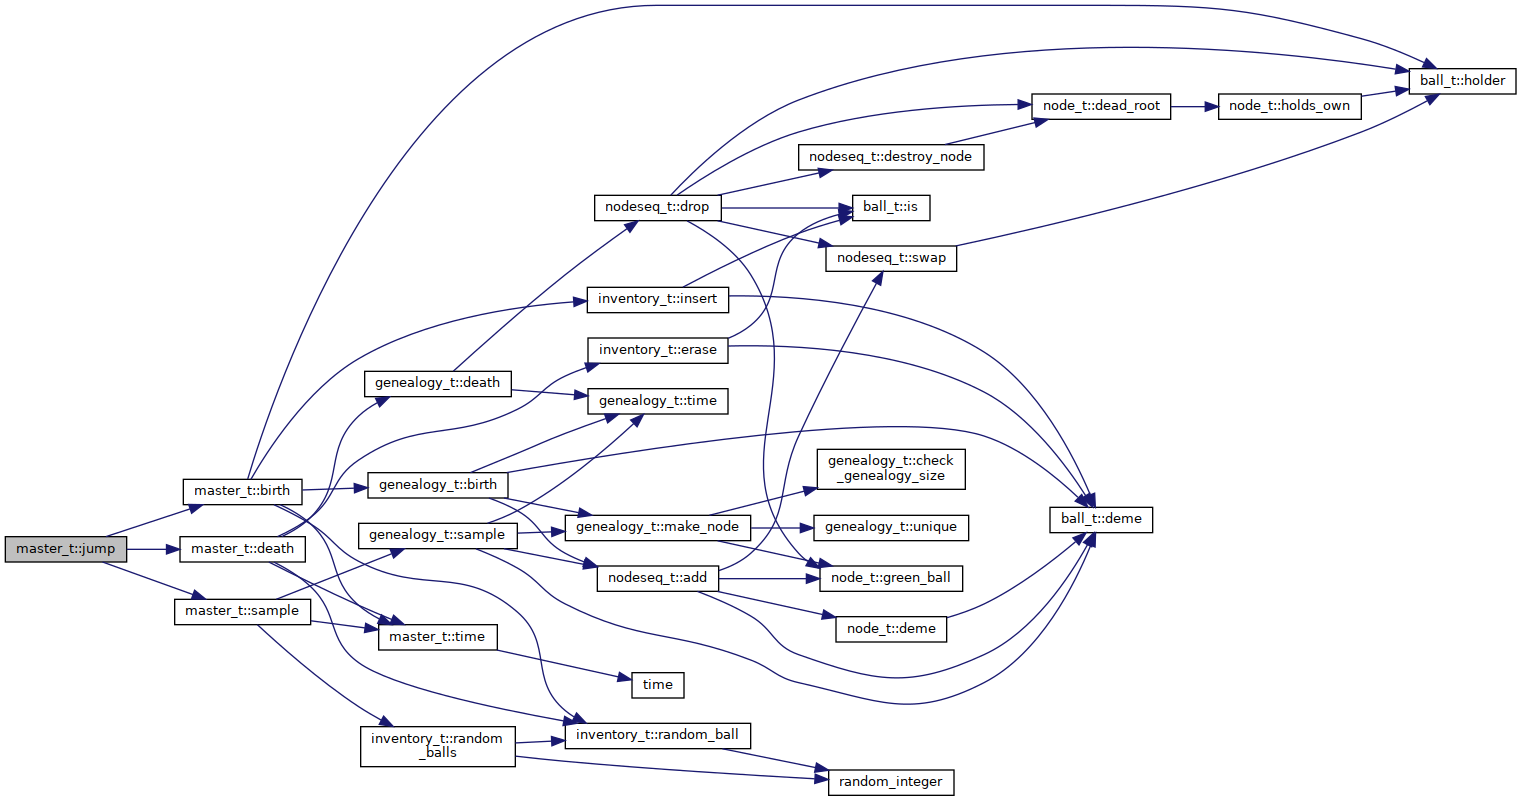 ball_t::holder
node_t::dead_root
node_t::holds_own
nodeseq_t::destroy_node
nodeseq_t::drop
ball_t::is
nodeseq_t::swap
inventory_t::insert
inventory_t::erase
genealogy_t::death
genealogy_t::time
genealogy_t::check
_genealogy_size
master_t::birth
genealogy_t::birth
ball_t::deme
genealogy_t::sample
genealogy_t::make_node
genealogy_t::unique
master_t::jump
master_t::death
nodeseq_t::add
node_t::green_ball
master_t::sample
node_t::deme
master_t::time
time
inventory_t::random
_balls
inventory_t::random_ball
random_integer